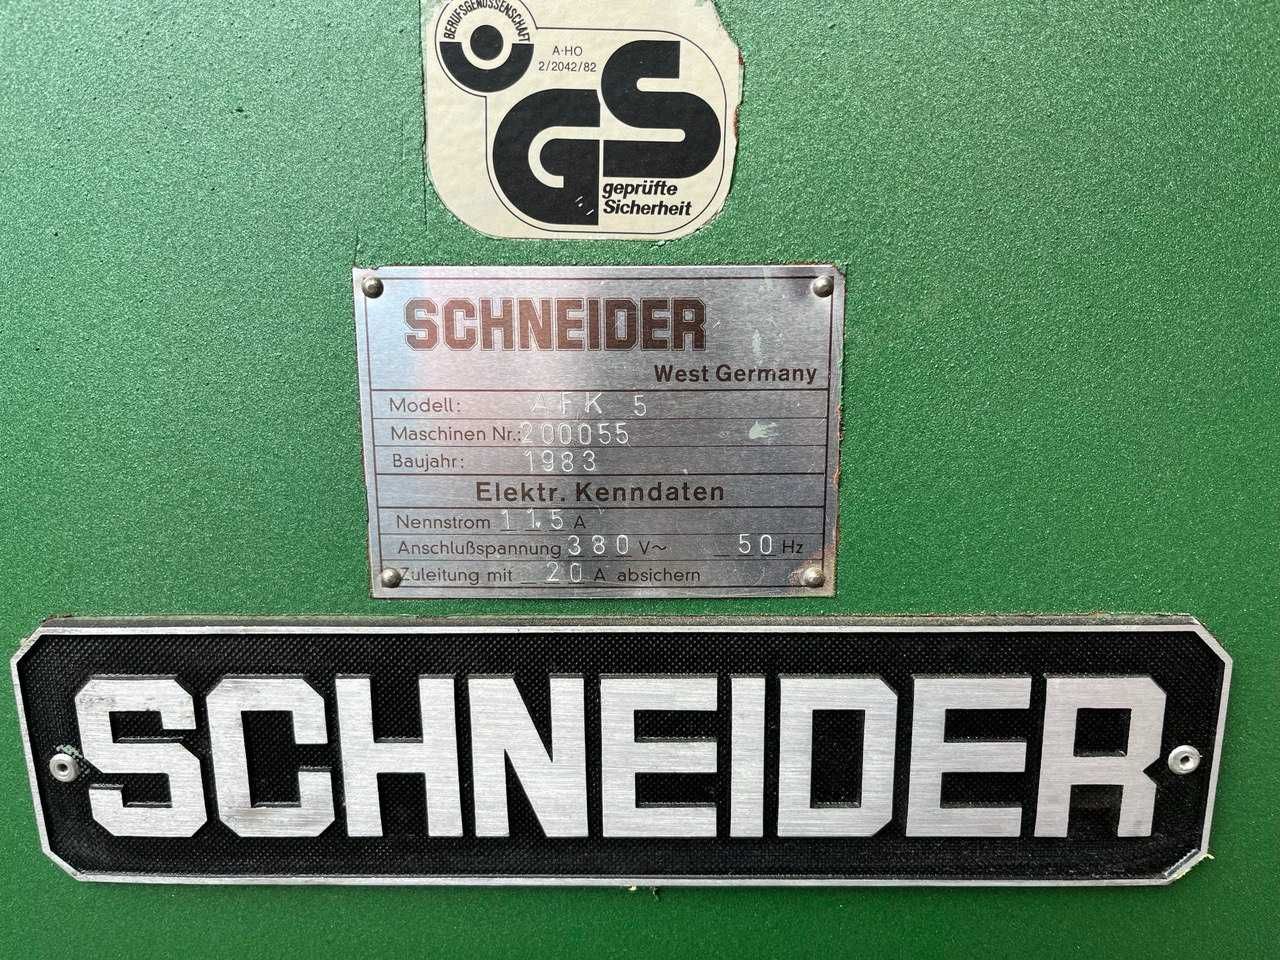 BERUFSGENOSSENSCHAFT
A-HO
2/2042/82
GS
geprüfte
Sicherheit
SCHNEIDER
West Germany
Modell: AFK 5
Maschinen Nr.: 200055
Baujahr: 1983
Elektr. Kenndaten
Nennstrom 11.5 A
Anschlußspannung 380 V~ 50 Hz
Zuleitung mit 20 A absichern
SCHNEIDER